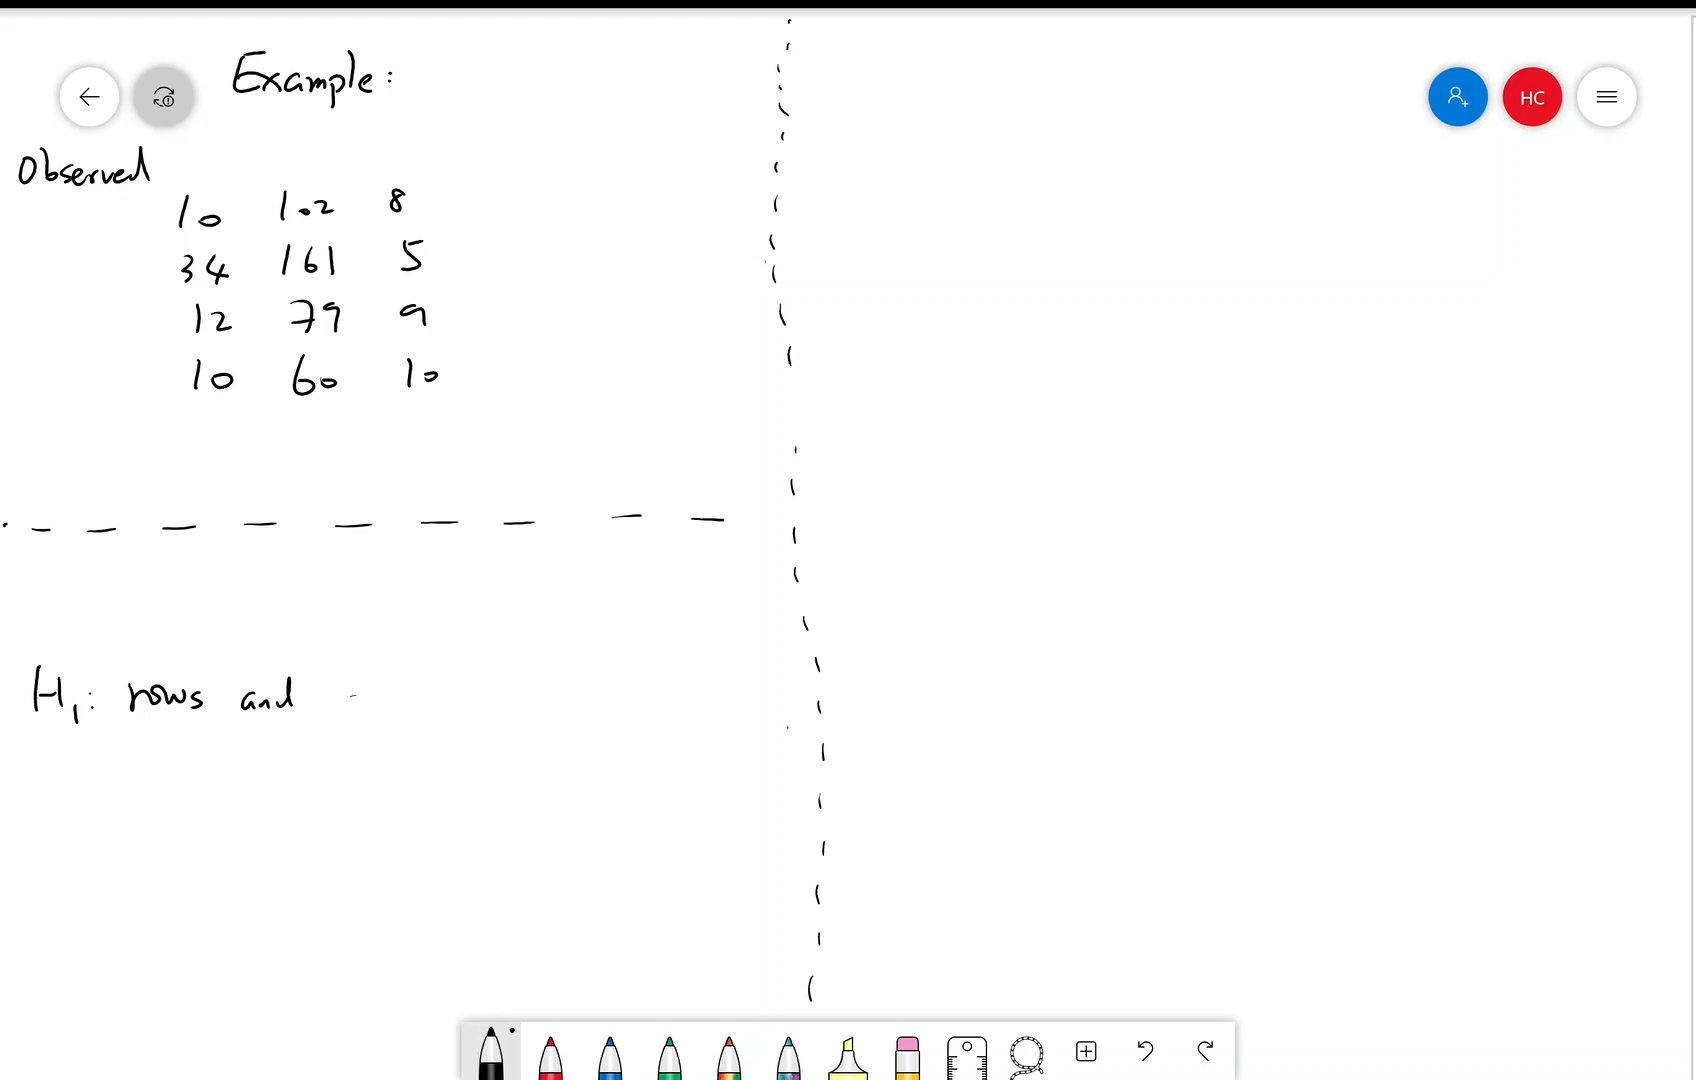 Example:
HC
Observed
10 102 8
34 161 5
12 79 9
10 60 10
H₁: rows and